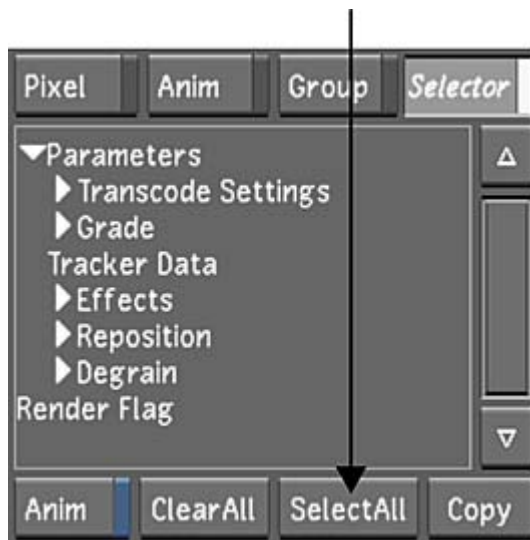 Pixel Anim Group Selector
Parameters
Transcode Settings
Grade
Tracker Data
Effects
Reposition
Degrain
Render Flag
Anim ClearAll SelectAll Copy